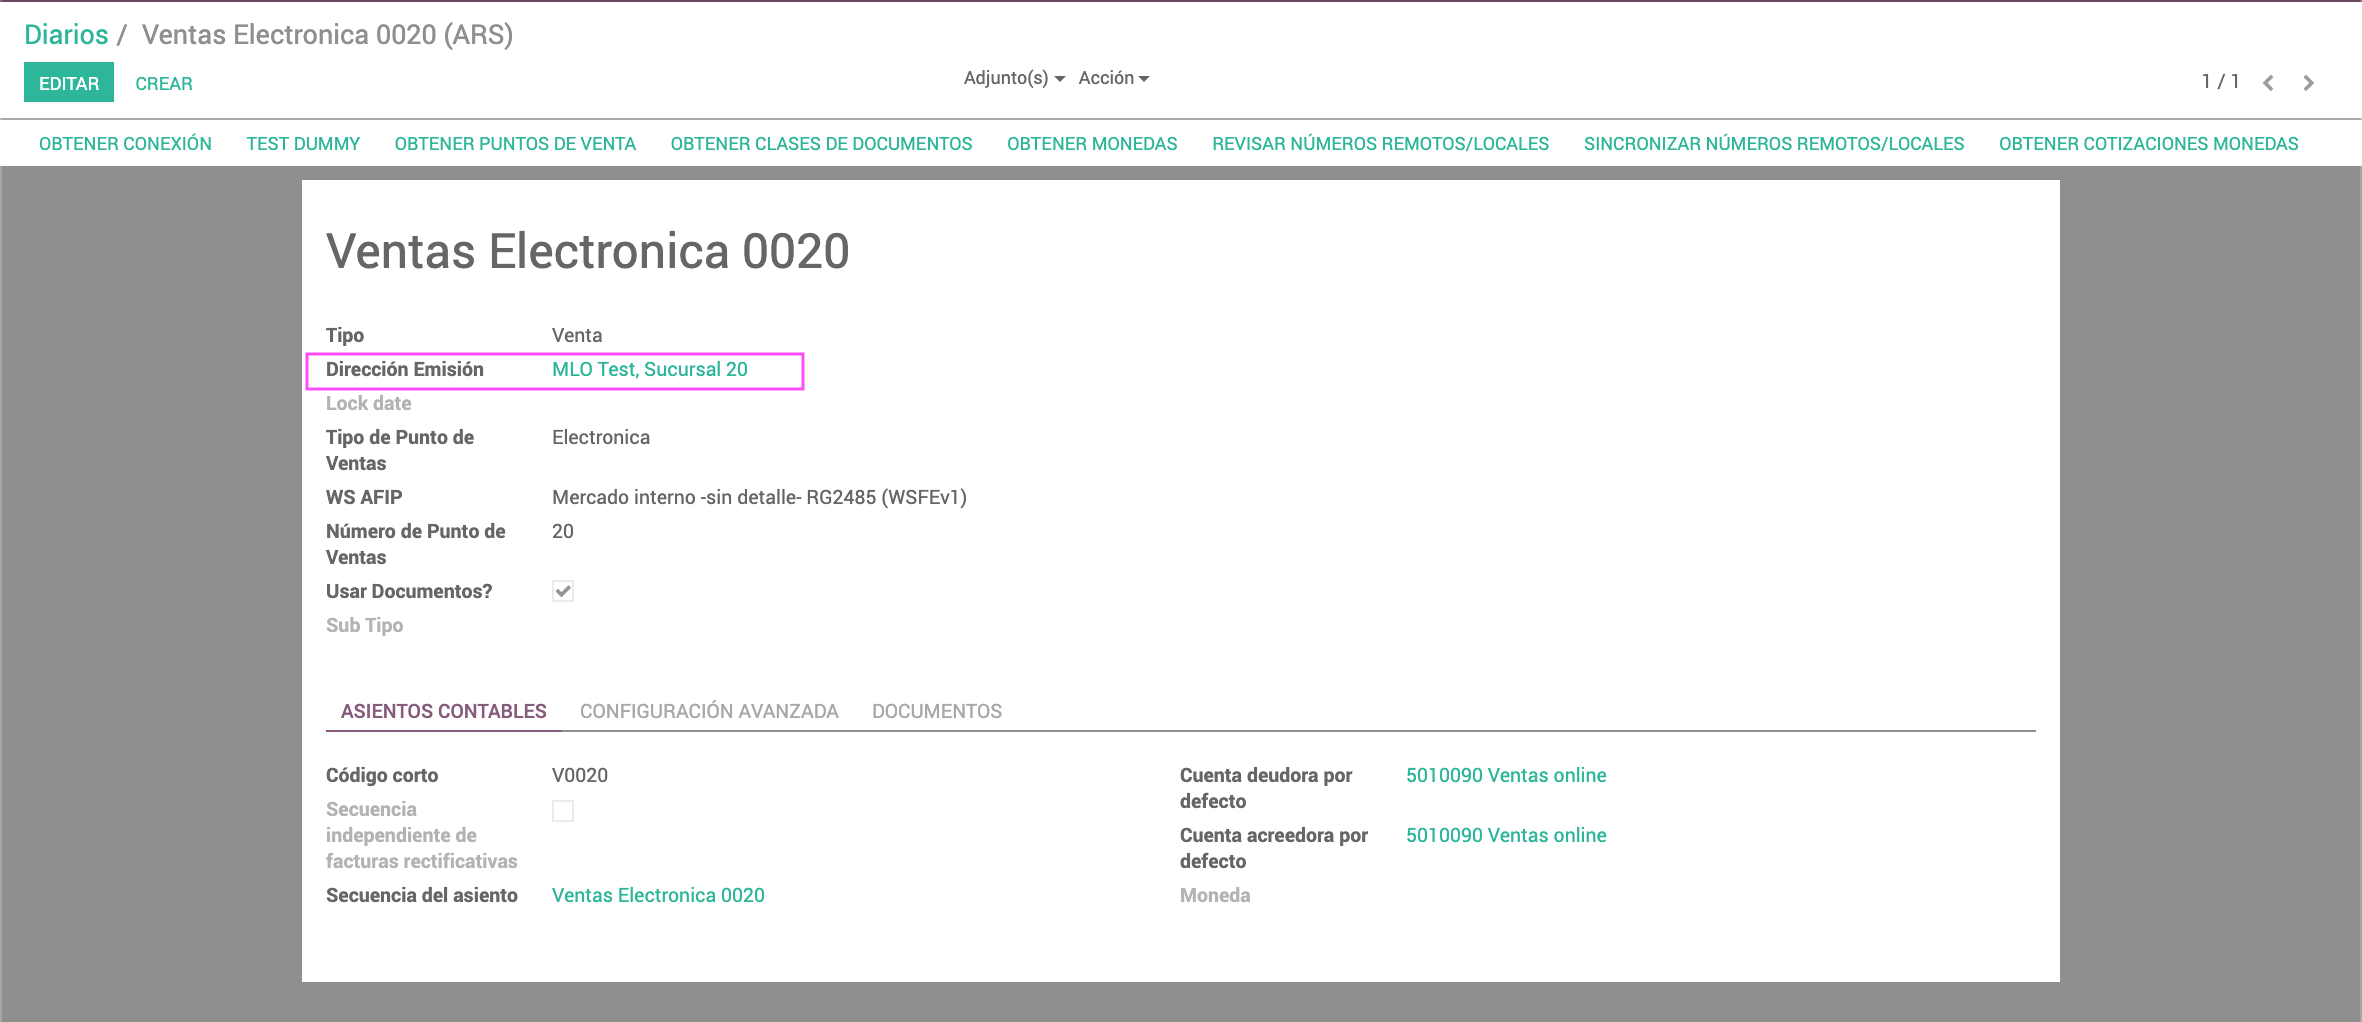 Diarios / Ventas Electronica 0020 (ARS)
EDITAR CREAR Adjunto(s) Acción 1 / 1
OBTENER CONEXIÓN TEST DUMMY OBTENER PUNTOS DE VENTA OBTENER CLASES DE DOCUMENTOS OBTENER MONEDAS REVISAR NÚMEROS REMOTOS/LOCALES SINCRONIZAR NÚMEROS REMOTOS/LOCALES OBTENER COTIZACIONES MONEDAS
Ventas Electronica 0020
Tipo Venta
Dirección Emisión MLO Test, Sucursal 20
Lock date
Tipo de Punto de Electronica
Ventas
WS AFIP Mercado interno -sin detalle- RG2485 (WSFEv1)
Número de Punto de 20
Ventas
Usar Documentos?
Sub Tipo
ASIENTOS CONTABLES CONFIGURACIÓN AVANZADA DOCUMENTOS
Código corto V0020
Secuencia
independiente de
facturas rectificativas
Secuencia del asiento Ventas Electronica 0020
Cuenta deudora por 5010090 Ventas online
defecto
Cuenta acreedora por 5010090 Ventas online
defecto
Moneda